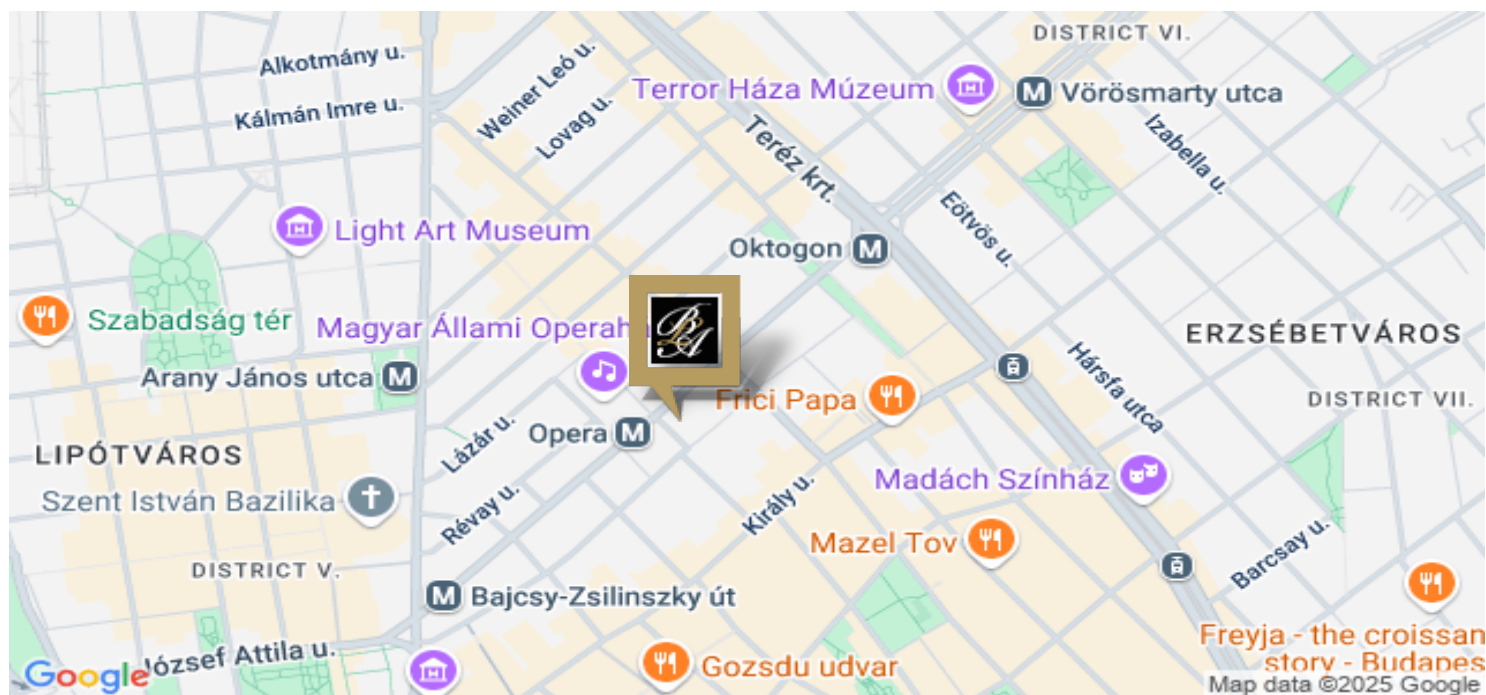 DISTRICT VI.
Alkotmány u.
Weiner Leó u.
Terror Háza Múzeum
Vörösmarty utca
Kálmán Imre u.
Lovag u.
Teréz krt.
Izabella u.
Light Art Museum
Eötvös u.
Oktogon
Szabadság tér
Magyar Állami Operahá
ERZSÉBETVÁROS
Arany János utca
Hársfa utca
Frici Papa
DISTRICT VII.
Opera
Lázár u.
LIPÓTVÁROS
Madách Színház
Szent István Bazilika
Révay u.
Király u.
Mazel Tov
DISTRICT V.
Barcsay u.
Bajcsy-Zsilinszky út
Freyja - the croissan
story - Budapes
József Attila u.
Gozsdu udvar
Google
Map data ©2025 Google